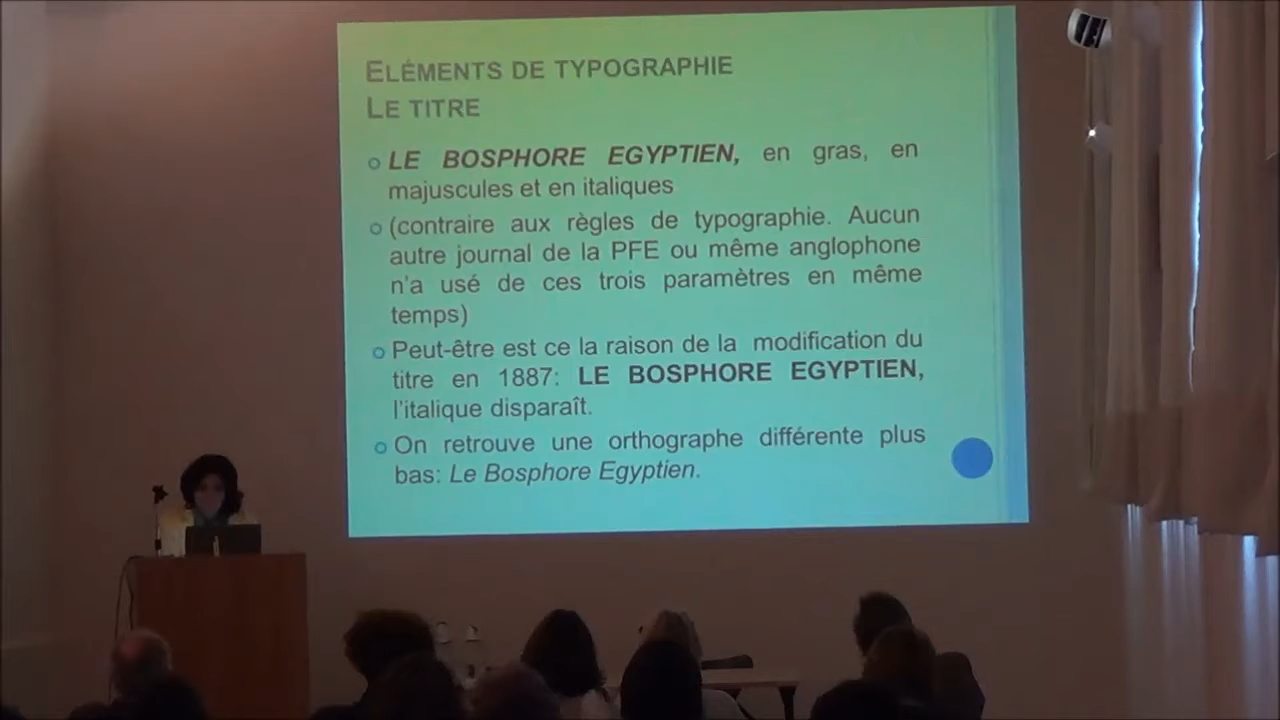 ELÉMENTS DE TYPOGRAPHIE
LE TITRE
LE BOSPHORE EGYPTIEN, en gras, en
majuscules et en italiques
(contraire aux règles de typographie. Aucun
autre journal de la PFE ou même anglophone
n'a usé de ces trois paramètres en même
temps)
Peut-être est ce la raison de la modification du
titre en 1887: LE BOSPHORE EGYPTIEN,
l'italique disparaît.
On retrouve une orthographe différente plus
bas: Le Bosphore Egyptien.